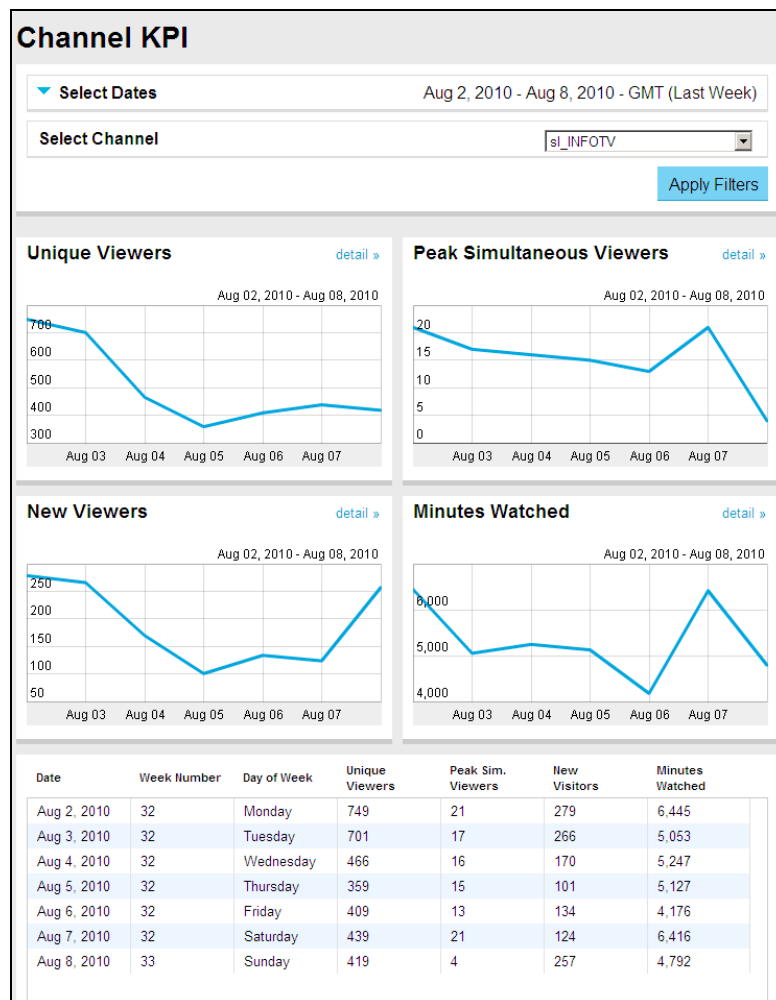 Channel KPI
Select Dates Aug 2, 2010 - Aug 8, 2010 - GMT (Last Week)
Select Channel sl_INFOTV
Apply Filters
Unique Viewers detail »
Aug 02, 2010 - Aug 08, 2010
700
600
500
400
300
Aug 03 Aug 04 Aug 05 Aug 06 Aug 07
Peak Simultaneous Viewers detail »
Aug 02, 2010 - Aug 08, 2010
20
15
10
5
0
Aug 03 Aug 04 Aug 05 Aug 06 Aug 07
New Viewers detail »
Aug 02, 2010 - Aug 08, 2010
250
200
150
100
50
Aug 03 Aug 04 Aug 05 Aug 06 Aug 07
Minutes Watched detail »
Aug 02, 2010 - Aug 08, 2010
6,000
5,000
4,000
Aug 03 Aug 04 Aug 05 Aug 06 Aug 07
Date Week Number Day of Week Unique Viewers Peak Sim. Viewers New Visitors Minutes Watched
Aug 2, 2010 32 Monday 749 21 279 6,445
Aug 3, 2010 32 Tuesday 701 17 266 5,053
Aug 4, 2010 32 Wednesday 466 16 170 5,247
Aug 5, 2010 32 Thursday 359 15 101 5,127
Aug 6, 2010 32 Friday 409 13 134 4,176
Aug 7, 2010 32 Saturday 439 21 124 6,416
Aug 8, 2010 33 Sunday 419 4 257 4,792